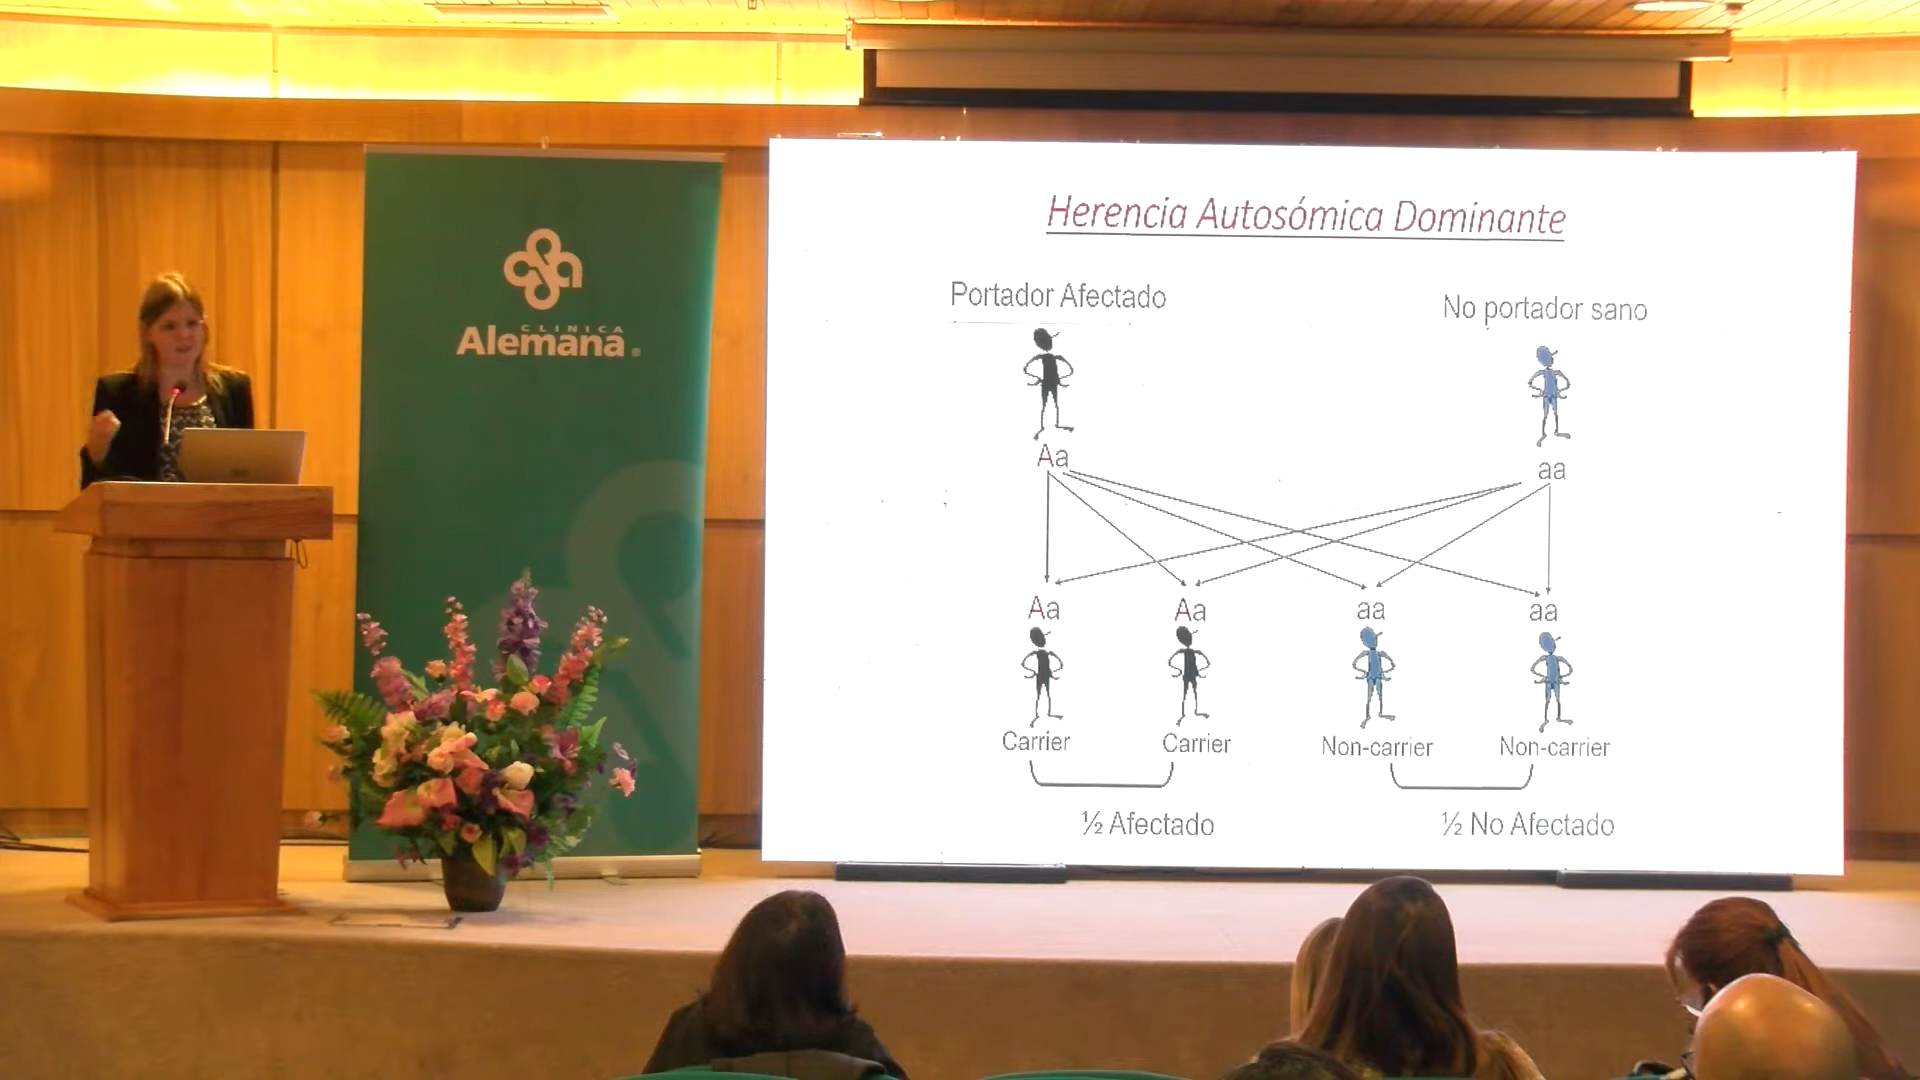 CLINICA
Alemana
Herencia Autosómica Dominante
Portador Afectado
No portador sano
Aa
aa
Aa Aa aa aa
Carrier Carrier Non-carrier Non-carrier
½ Afectado
½ No Afectado